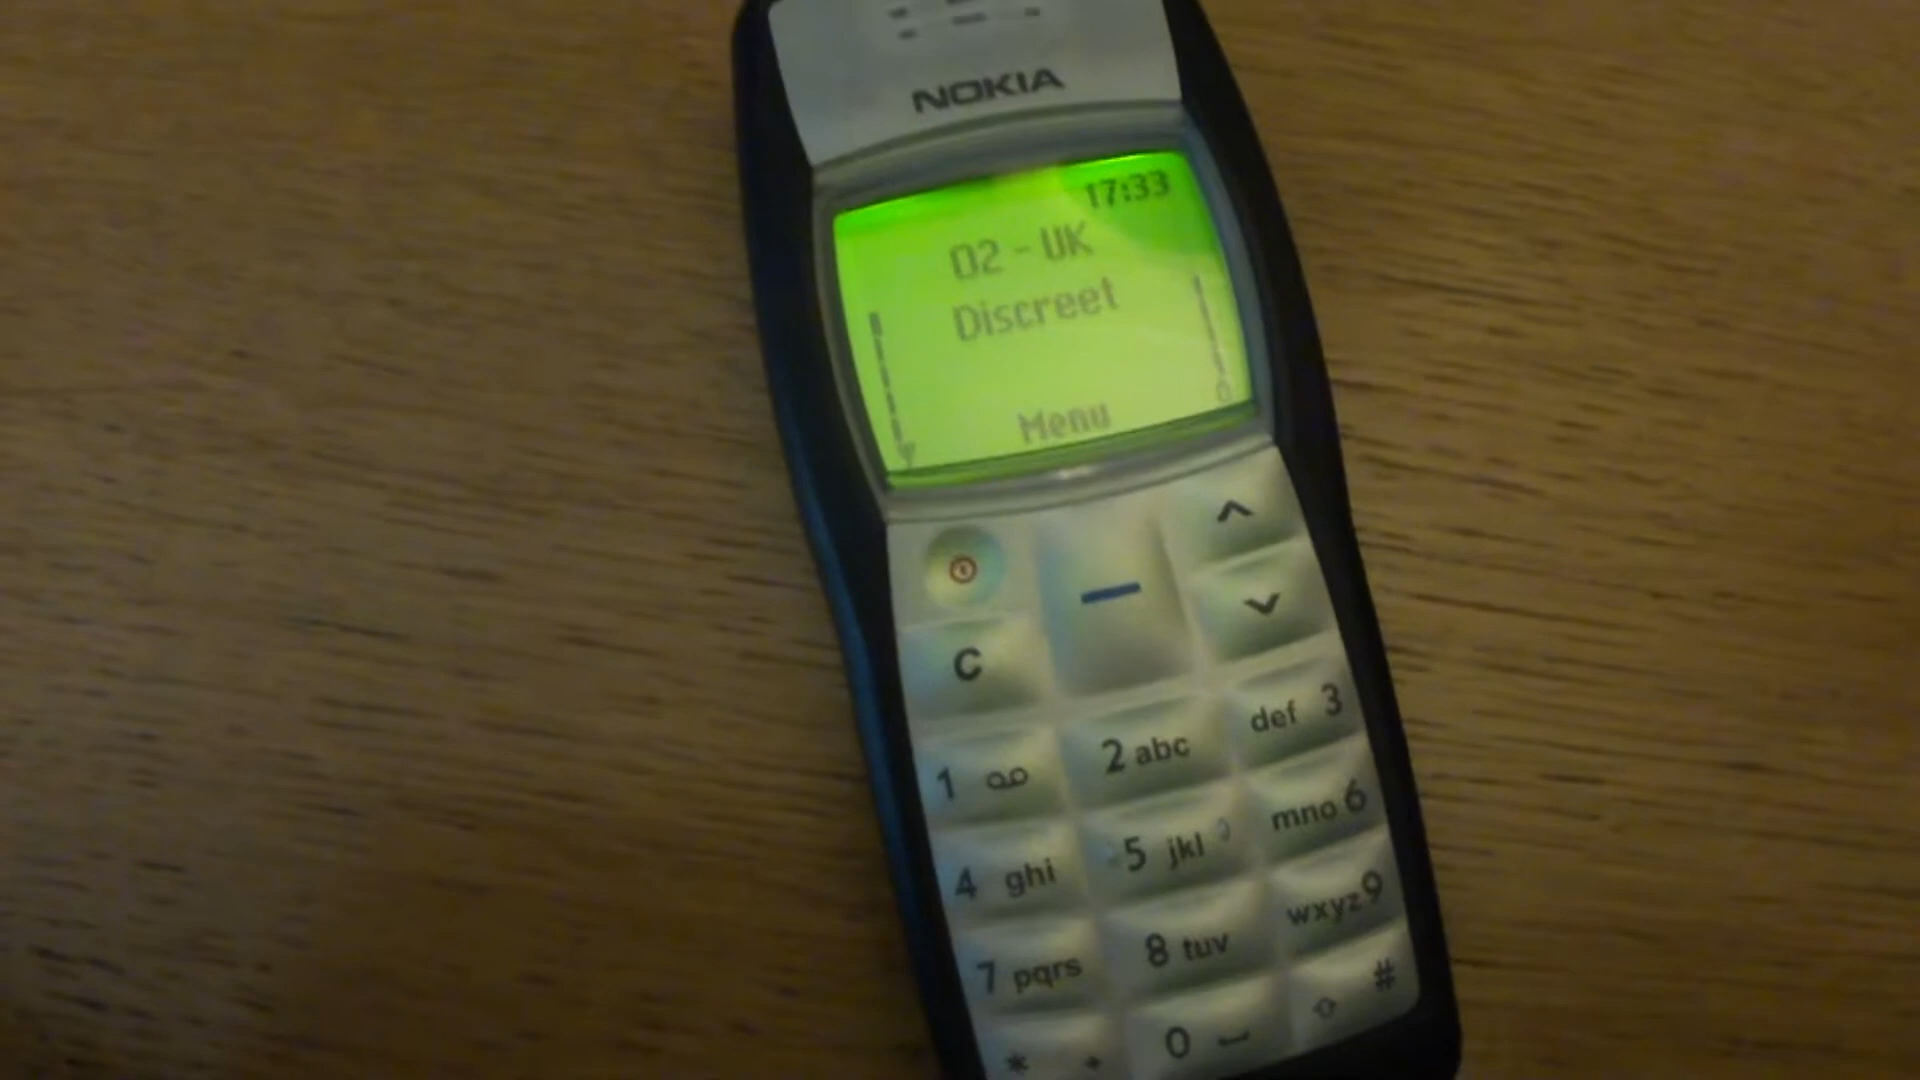 NOKIA
17:33
O2 - UK
Discreet
Menu
C
1
2 abc
def 3
4 ghi
5 jkl
mno 6
7 pqrs
8 tuv
wxyz 9
* +
0
#